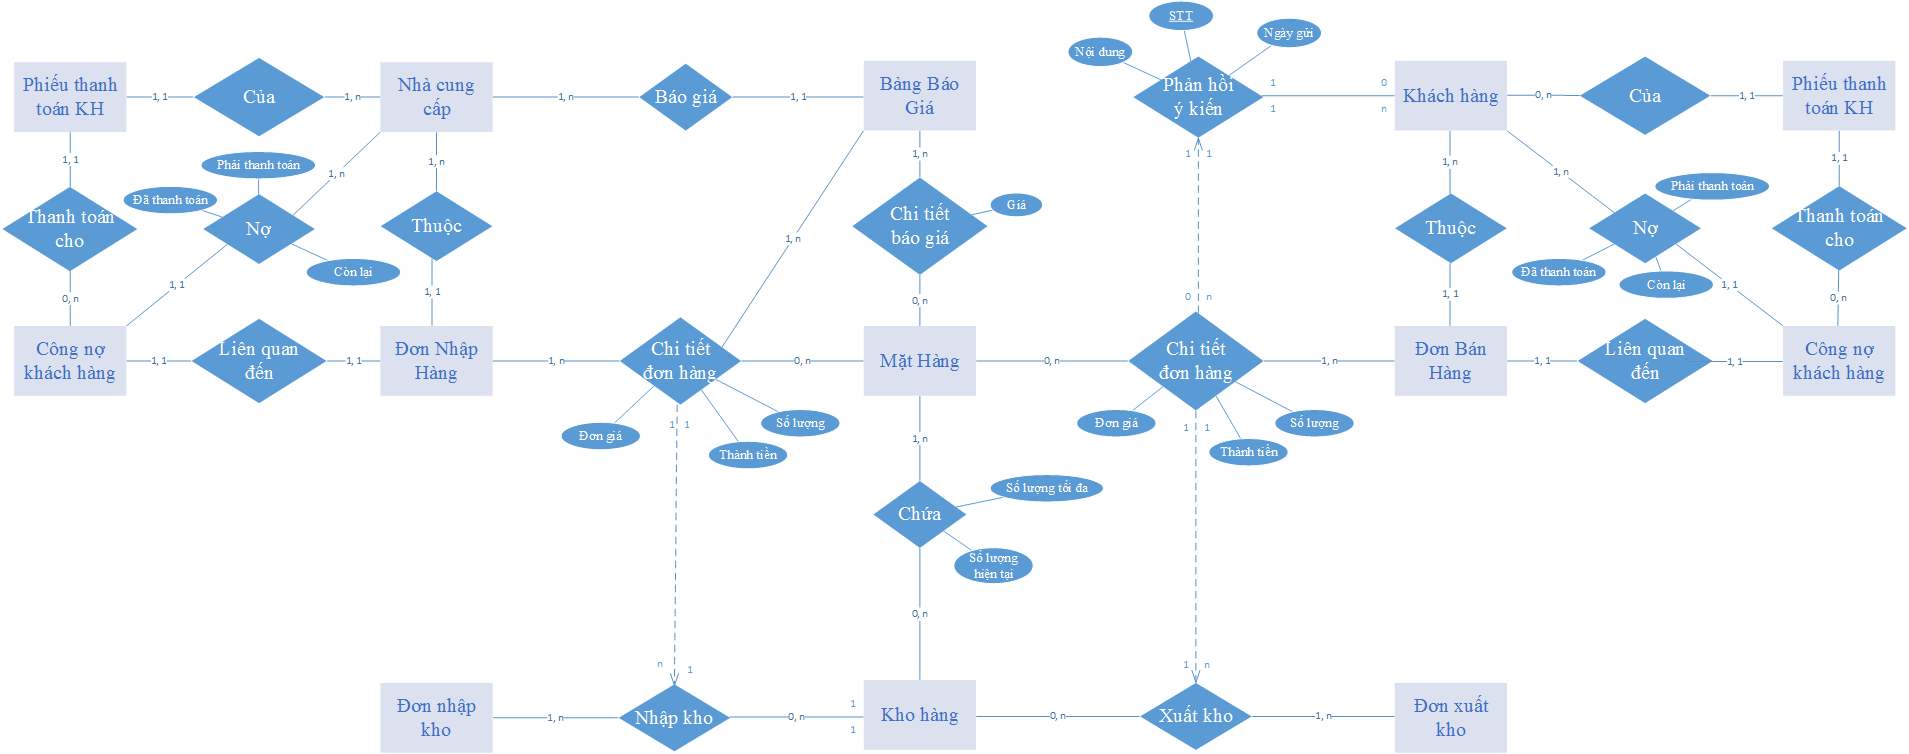 STT
Nội dung
Ngày gửi
Phiếu thanh
toán KH
1, 1
Của
1, n
Nhà cung
cấp
1, n
Báo giá
1, 1
Bảng Báo
Giá
Phản hồi
ý kiến
1
1
0
n
Khách hàng
0, n
Của
1, 1
Phiếu thanh
toán KH
1, 1
Phải thanh toán
1, n
1, n
1, n
1
1
1, n
1, n
Phải thanh toán
1, 1
Đã thanh toán
Thanh toán
cho
Nợ
Thuộc
Chi tiết
báo giá
Giá
Thuộc
Nợ
Thanh toán
cho
1, n
Còn lại
Đã thanh toán
Còn lại
0, n
1, 1
1, 1
0, n
0
n
1, 1
1, 1
0, n
Công nợ
khách hàng
1, 1
Liên quan
đến
1, 1
Đơn Nhập
Hàng
1, n
Chi tiết
đơn hàng
0, n
Mặt Hàng
0, n
Chi tiết
đơn hàng
1, n
Đơn Bán
Hàng
1, 1
Liên quan
đến
1, 1
Công nợ
khách hàng
1
1
Đơn giá
Thành tiền
Số lượng
1, n
Đơn giá
1
1
Thành tiền
Số lượng
Số lượng tối đa
Chứa
Số lượng
hiện tại
0, n
n
1
1
n
Đơn nhập
kho
1, n
Nhập kho
0, n
1
1
Kho hàng
0, n
Xuất kho
1, n
Đơn xuất
kho